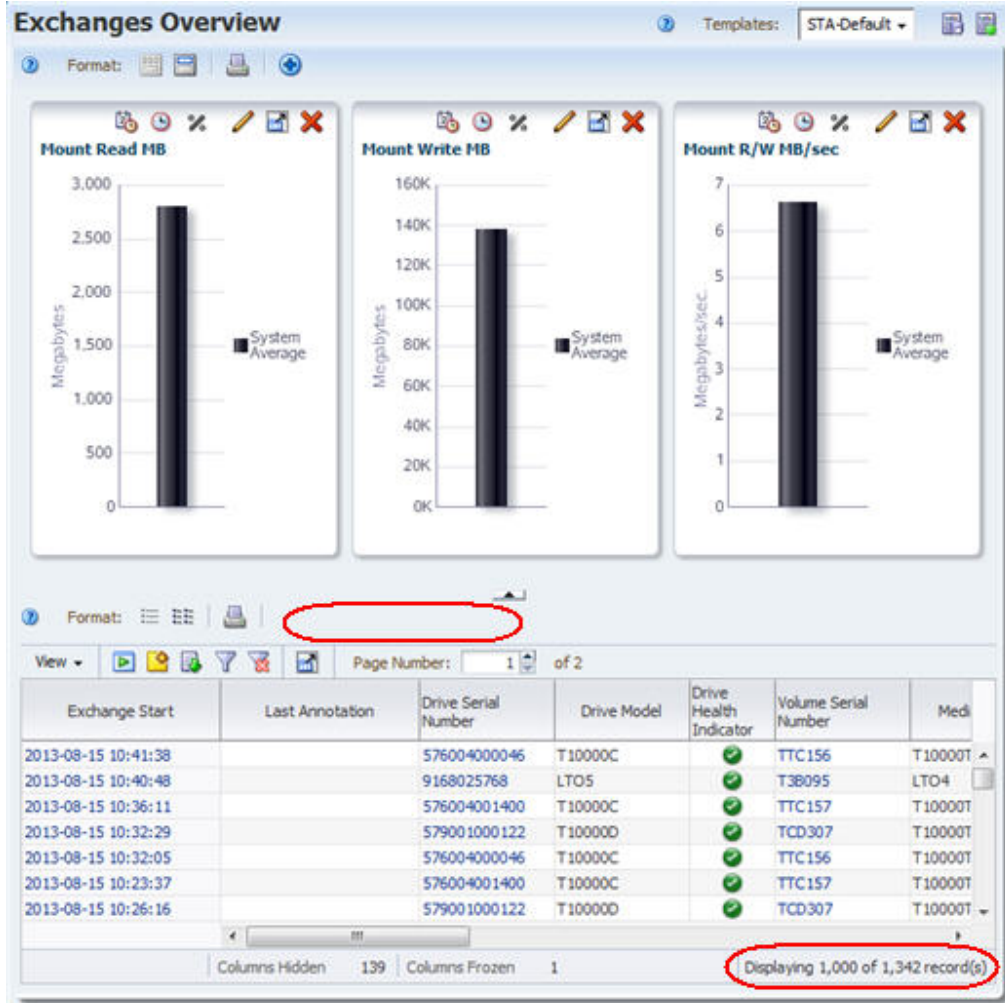 Exchanges Overview
Templates: STA-Default
Format:
Mount Read MB
3,000
2,500
2,000
1,500
1,000
500
0
Megabytes
System
Average
Mount Write MB
160K
140K
120K
100K
80K
60K
40K
20K
0K
Megabytes
System
Average
Mount R/W MB/sec
7
6
5
4
3
2
1
0
Megabytes/sec.
System
Average
Format:
View Page Number: 1 of 2
Exchange Start Last Annotation Drive Serial Number Drive Model Drive Health Indicator Volume Serial Number Medi
2013-08-15 10:41:38 576004000046 T10000C TTC156 T10000T
2013-08-15 10:40:48 9168025768 LTO5 T3B095 LTO4
2013-08-15 10:36:11 576004001400 T10000C TTC157 T10000T
2013-08-15 10:32:29 579001000122 T10000D TCD307 T10000T
2013-08-15 10:32:05 576004000046 T10000C TTC156 T10000T
2013-08-15 10:23:37 576004001400 T10000C TTC157 T10000T
2013-08-15 10:26:16 579001000122 T10000D TCD307 T10000T
Columns Hidden 139 Columns Frozen 1 Displaying 1,000 of 1,342 record(s)